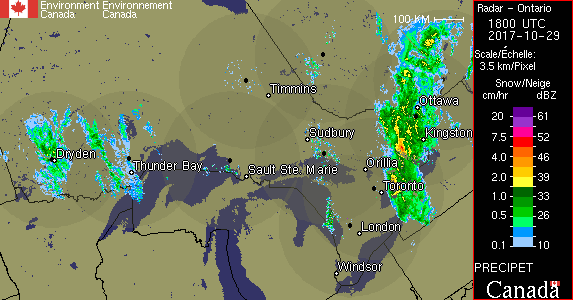 Environment Environnement
Canada Canada
100 KM
Timmins
Ottawa
Sudbury
Kingston
Dryden
Thunder Bay
Sault Ste. Marie
Orillia
Toronto
London
Windsor
Radar - Ontario
1800 UTC
2017-10-29
Scale/Échelle:
3.5 km/Pixel
Snow/Neige
cm/hr dBZ
20 61
7.5 52
4.0 46
2.0 39
1.0 33
0.5 26
0.1 10
PRECIPET
Canada